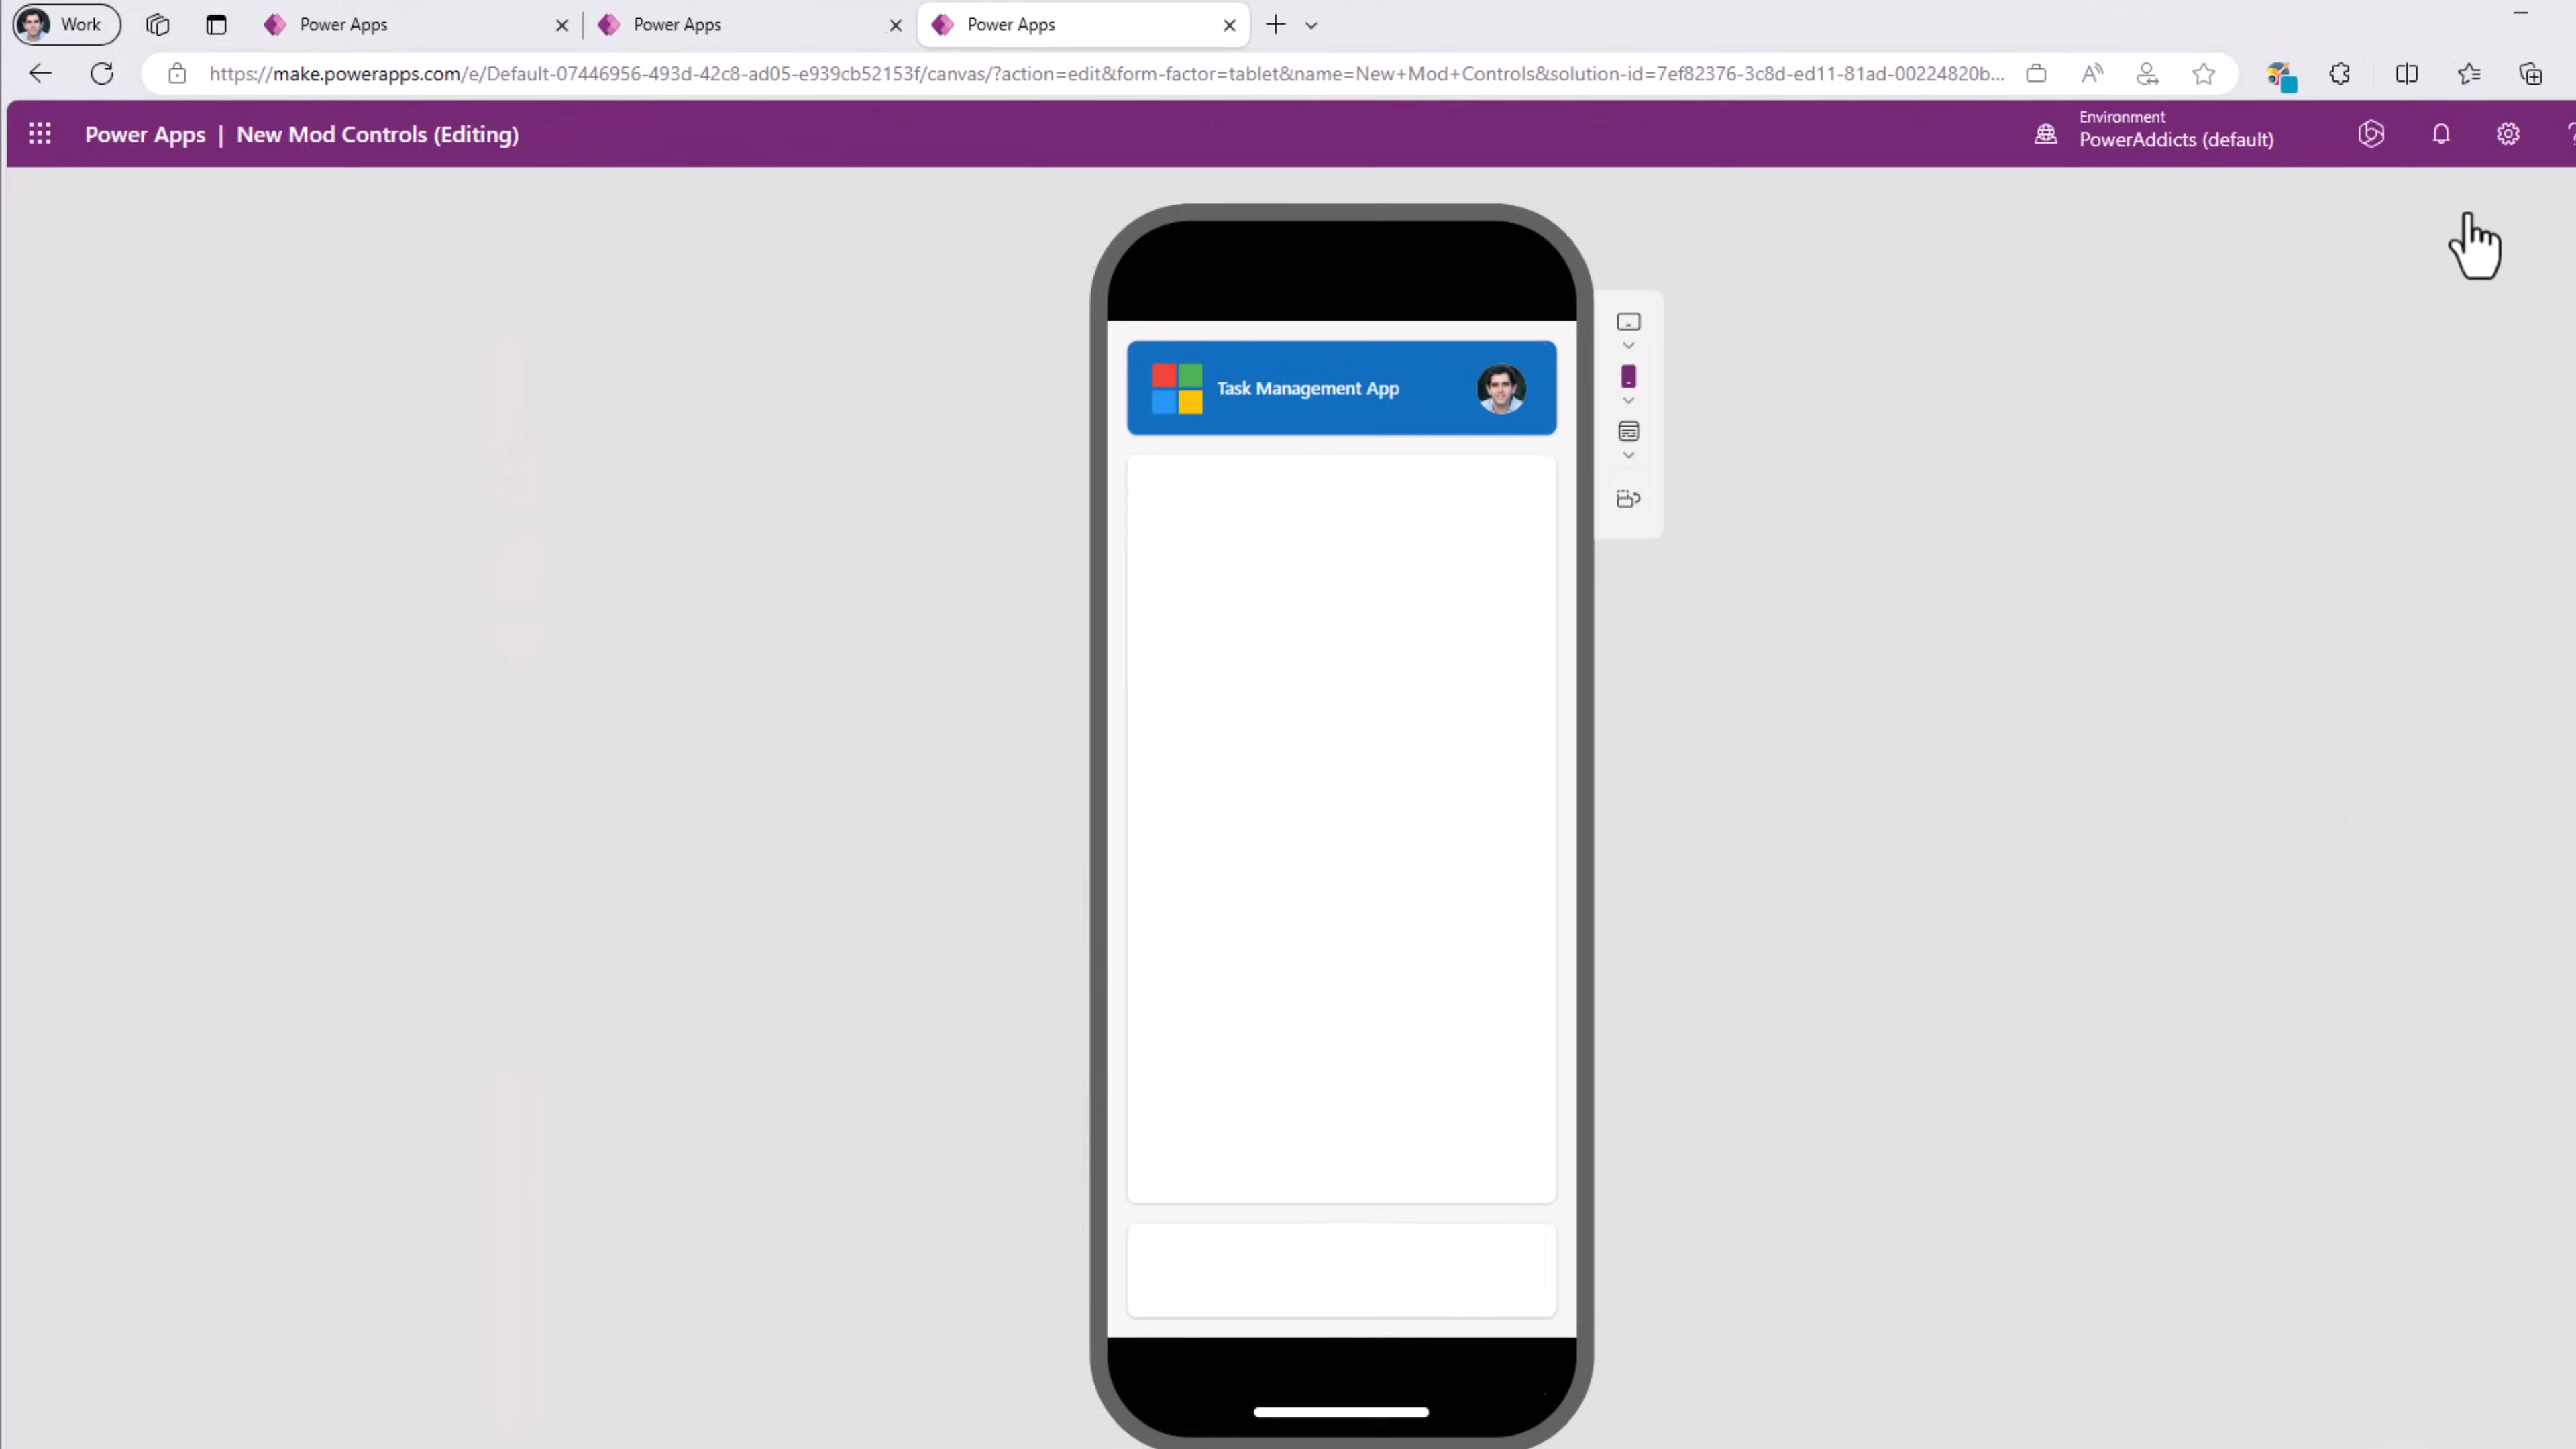 Work
Power Apps
Power Apps
Power Apps
https://make.powerapps.com/e/Default-07446956-493d-42c8-ad05-e939cb52153f/canvas/?action=edit&form-factor=tablet&name=New+Mod+Controls&solution-id=7ef82376-3c8d-ed11-81ad-00224820b...
Power Apps | New Mod Controls (Editing)
Environment
PowerAddicts (default)
Task Management App